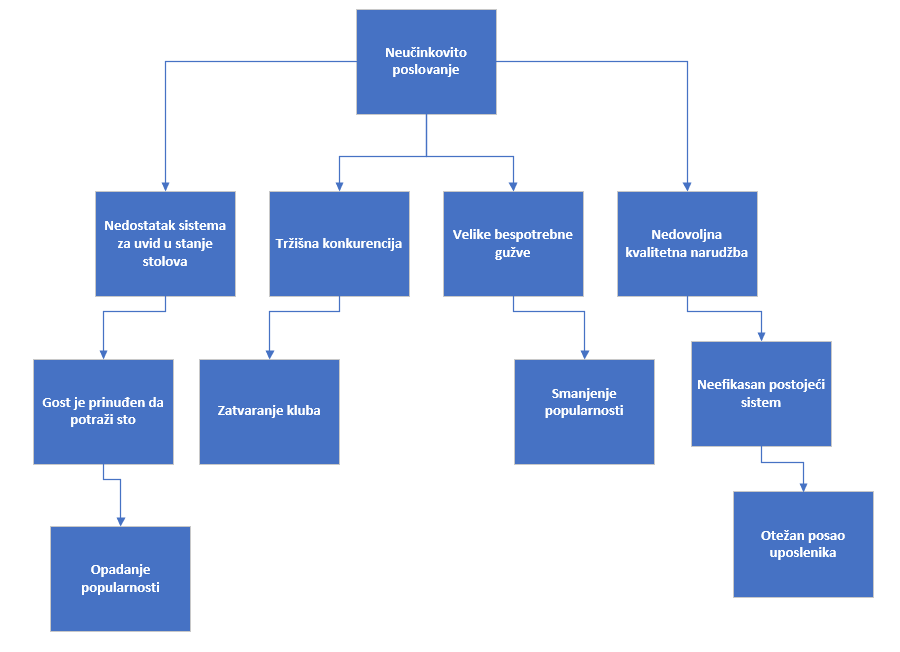 Neučinkovito
poslovanje
Nedostatak sistema
za uvid u stanje
stolova
Tržišna konkurencija
Velike bespotrebne
gužve
Nedovoljna
kvalitetna narudžba
Gost je prinuđen da
potraži sto
Zatvaranje kluba
Smanjenje
popularnosti
Neefikasan postojeći
sistem
Opadanje
popularnosti
Otežan posao
uposlenika